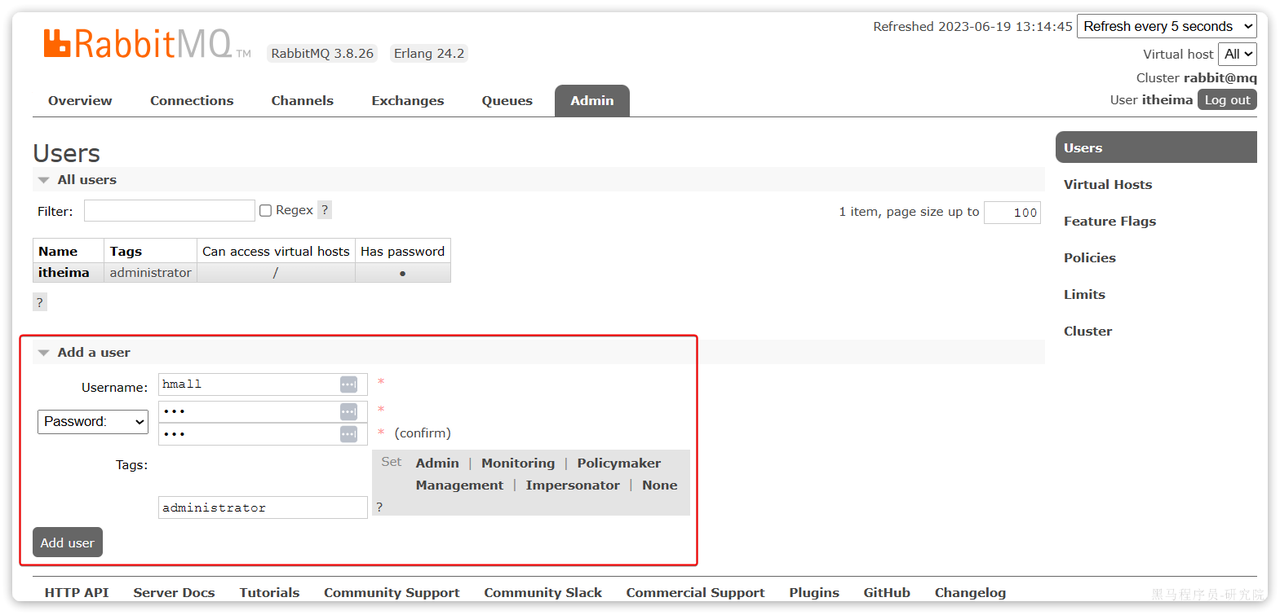 Refreshed 2023-06-19 13:14:45 Refresh every 5 seconds
RabbitMQ TM RabbitMQ 3.8.26 Erlang 24.2
Virtual host All
Cluster rabbit@mq
User itheima Log out
Overview Connections Channels Exchanges Queues Admin
Users
Users
All users
Virtual Hosts
Filter: Regex ? 1 item, page size up to 100
Feature Flags
Name Tags Can access virtual hosts Has password
Policies
itheima administrator / ●
Limits
?
Cluster
Add a user
Username: hmall *
Password: ••• *
••• * (confirm)
Tags: Set Admin | Monitoring | Policymaker
Management | Impersonator | None
administrator ?
Add user
HTTP API Server Docs Tutorials Community Support Community Slack Commercial Support Plugins GitHub Changelog
黑马程序员-研究院